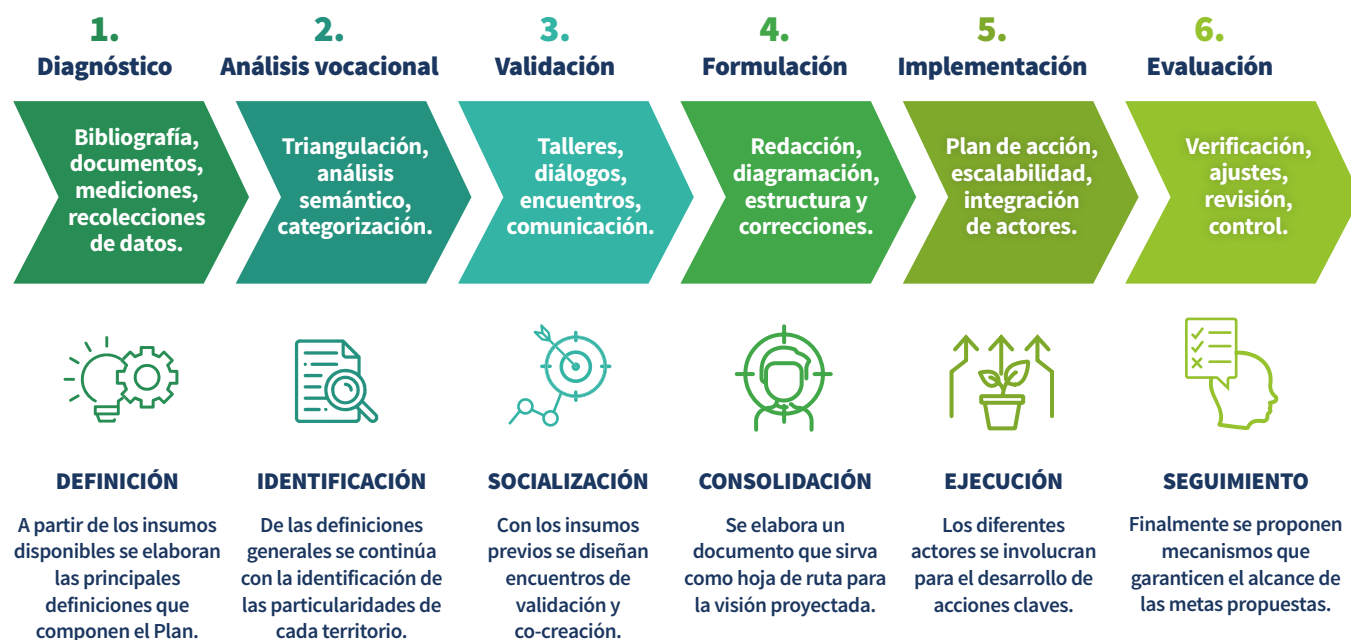 1.
Diagnóstico
Bibliografía,
documentos,
mediciones,
recolecciones
de datos.
DEFINICIÓN
A partir de los insumos
disponibles se elaboran
las principales
definiciones que
componen el Plan.
2.
Análisis vocacional
Triangulación,
análisis
semántico,
categorización.
IDENTIFICACIÓN
De las definiciones
generales se continúa
con la identificación de
las particularidades de
cada territorio.
3.
Validación
Talleres,
diálogos,
encuentros,
comunicación.
SOCIALIZACIÓN
Con los insumos
previos se diseñan
encuentros de
validación y
co-creación.
4.
Formulación
Redacción,
diagramación,
estructura y
correcciones.
CONSOLIDACIÓN
Se elabora un
documento que sirva
como hoja de ruta para
la visión proyectada.
5.
Implementación
Plan de acción,
escalabilidad,
integración
de actores.
EJECUCIÓN
Los diferentes
actores se involucran
para el desarrollo de
acciones claves.
6.
Evaluación
Verificación,
ajustes,
revisión,
control.
SEGUIMIENTO
Finalmente se proponen
mecanismos que
garanticen el alcance de
las metas propuestas.